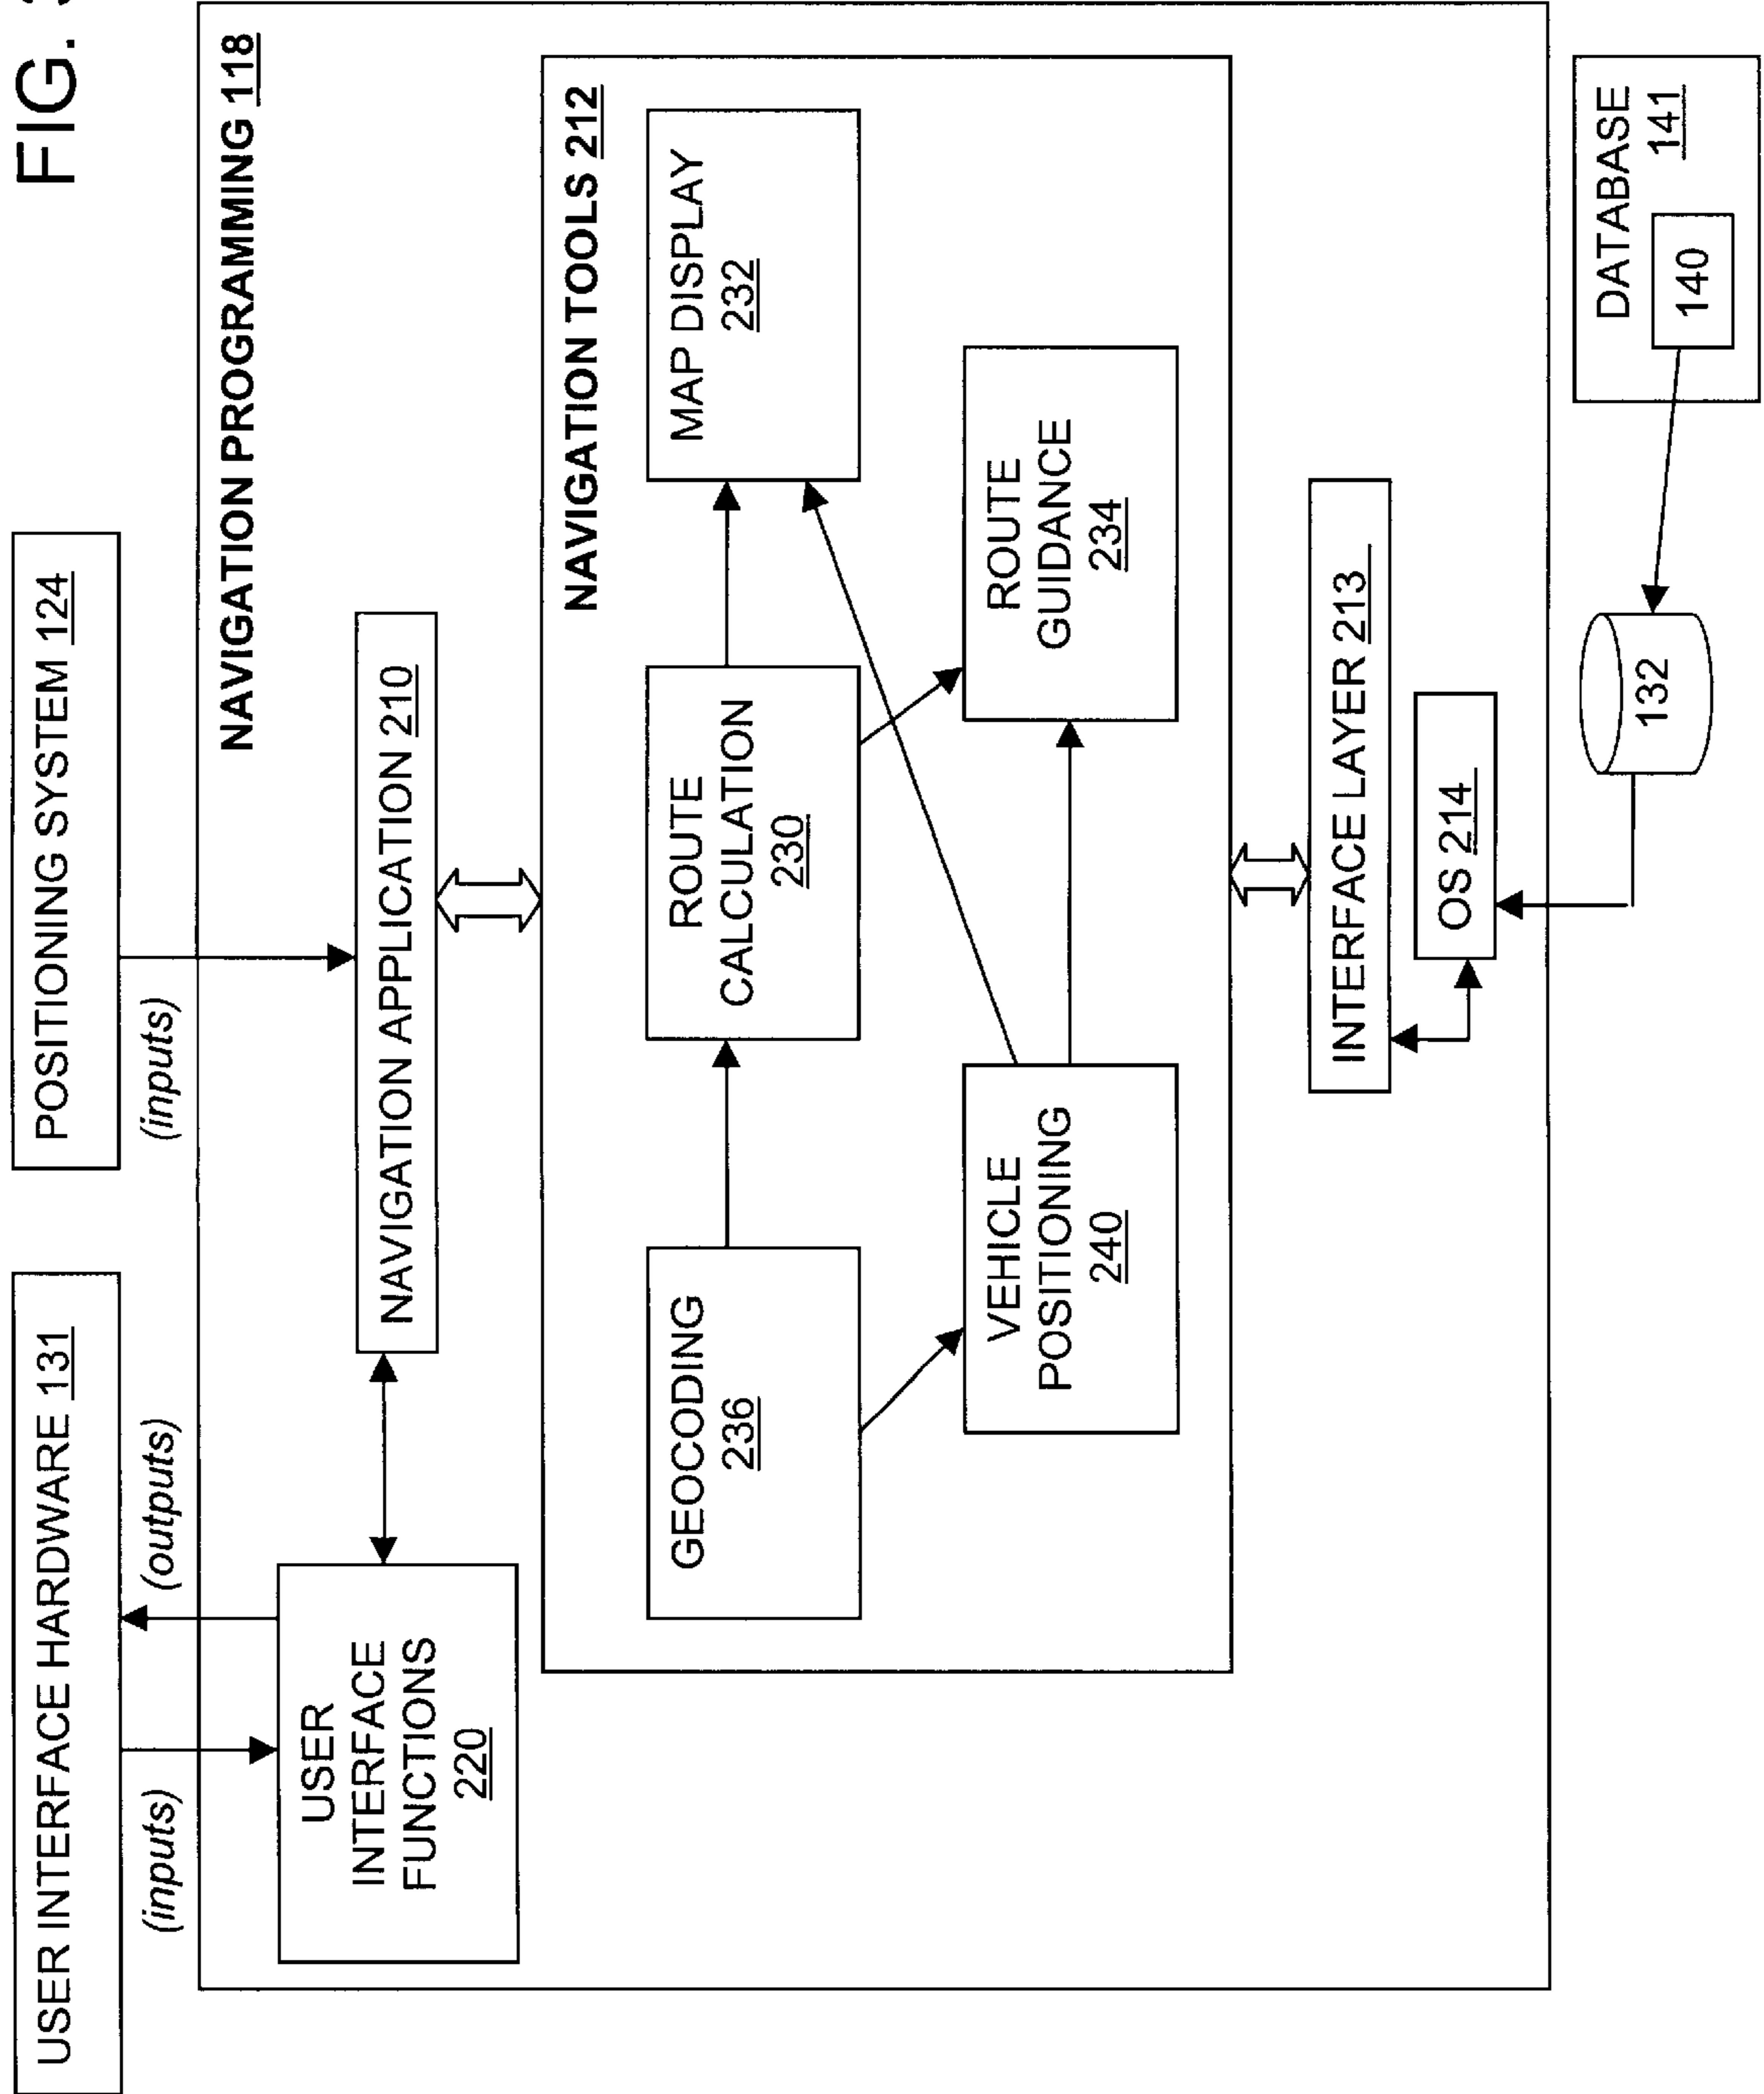 FIG.
USER INTERFACE HARDWARE 131
POSITIONING SYSTEM 124
(inputs)
(outputs)
(inputs)
NAVIGATION PROGRAMMING 118
USER
INTERFACE
FUNCTIONS
220
NAVIGATION APPLICATION 210
NAVIGATION TOOLS 212
GEOCODING
236
ROUTE
CALCULATION
230
MAP DISPLAY
232
VEHICLE
POSITIONING
240
ROUTE
GUIDANCE
234
INTERFACE LAYER 213
OS 214
132
DATABASE
141
140